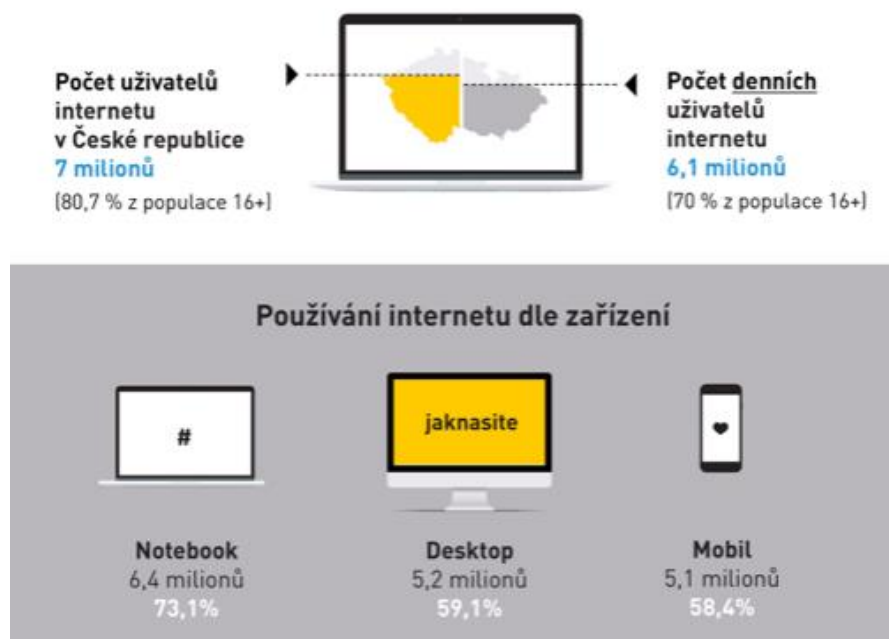 Počet uživatelů
internetu
v České republice
7 milionů
(80,7 % z populace 16+)
Počet denních
uživatelů
internetu
6,1 milionů
(70 % z populace 16+)
Používání internetu dle zařízení
#
jaknasite
Notebook
6,4 milionů
73,1%
Desktop
5,2 milionů
59,1%
Mobil
5,1 milionů
58,4%